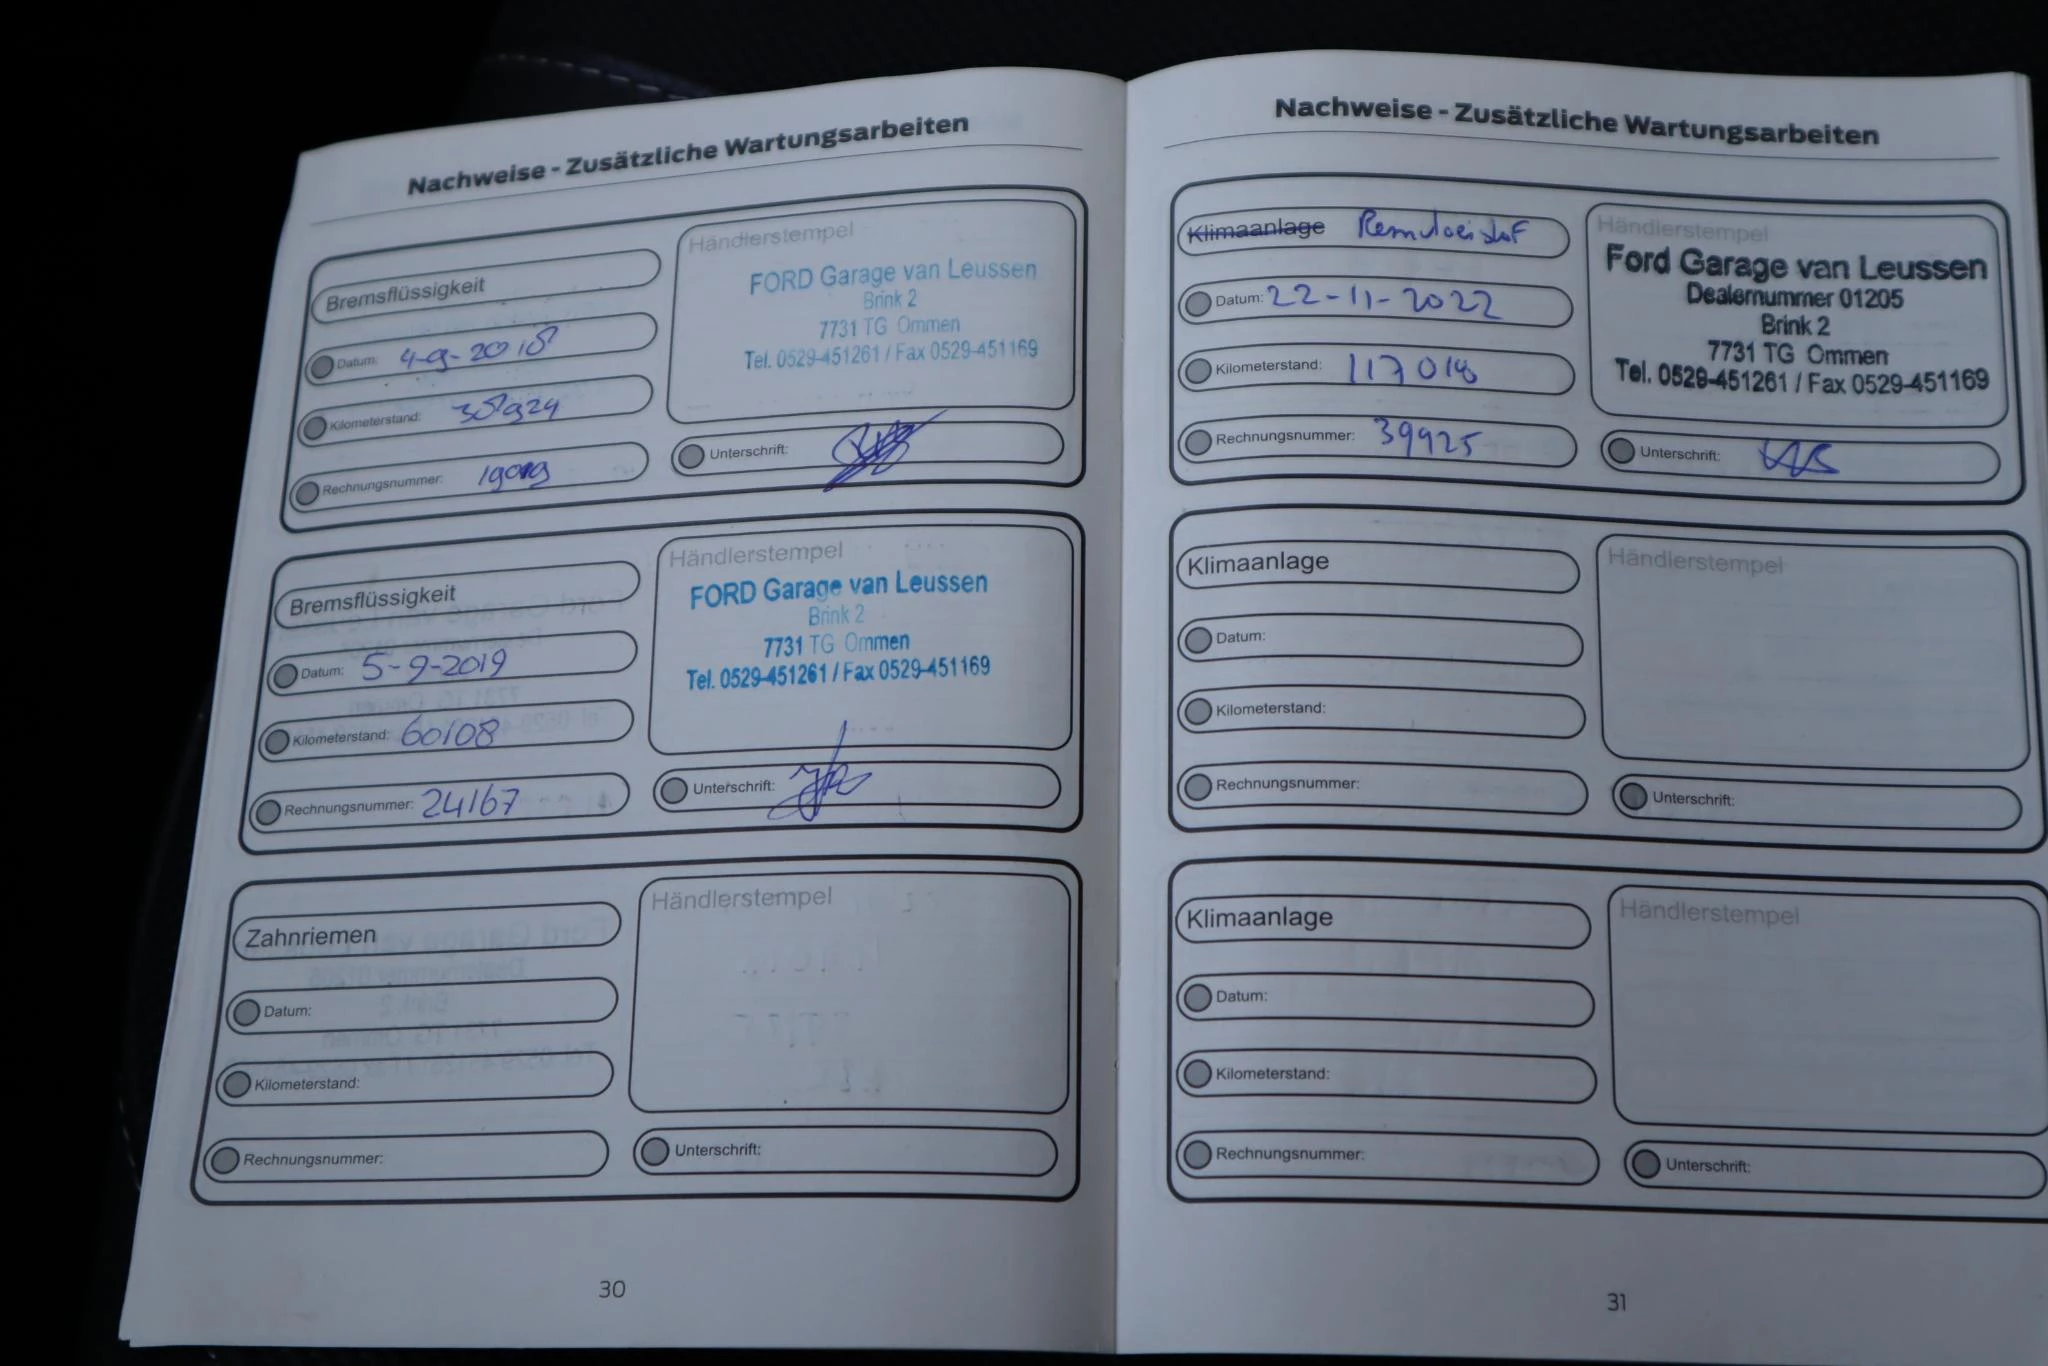 Nachweise - Zusätzliche Wartungsarbeiten
Bremsflüssigkeit
Datum: 4-9-2018
Kilometerstand: 38924
Rechnungsnummer:
Händlerstempel
FORD Garage van Leussen
Brink 2
7731 TG Ommen
Tel. 0529-451261 / Fax 0529-451169
Unterschrift:
Bremsflüssigkeit
Datum: 5-9-2019
Kilometerstand: 60108
Rechnungsnummer: 24167
Händlerstempel
FORD Garage van Leussen
Brink 2
7731 TG Ommen
Tel. 0529-451261 / Fax 0529-451169
Unterschrift:
Zahnriemen
Datum:
Kilometerstand:
Rechnungsnummer:
Händlerstempel
Unterschrift:
30
Nachweise - Zusätzliche Wartungsarbeiten
Klimaanlage Remvloeistof
Datum: 22-11-2022
Kilometerstand: 117018
Rechnungsnummer: 39925
Händlerstempel
Ford Garage van Leussen
Dealernummer 01205
Brink 2
7731 TG Ommen
Tel. 0529-451261 / Fax 0529-451169
Unterschrift:
Klimaanlage
Datum:
Kilometerstand:
Rechnungsnummer:
Händlerstempel
Unterschrift:
Klimaanlage
Datum:
Kilometerstand:
Rechnungsnummer:
Händlerstempel
Unterschrift:
31